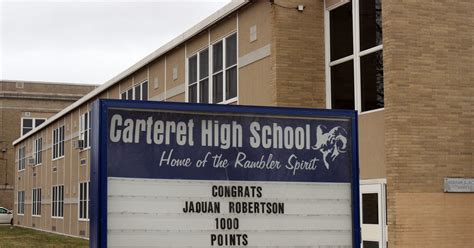 Carteret High School
Home of the Rambler Spirit
CONGRATS
JAQUAN ROBERTSON
1000
POINTS